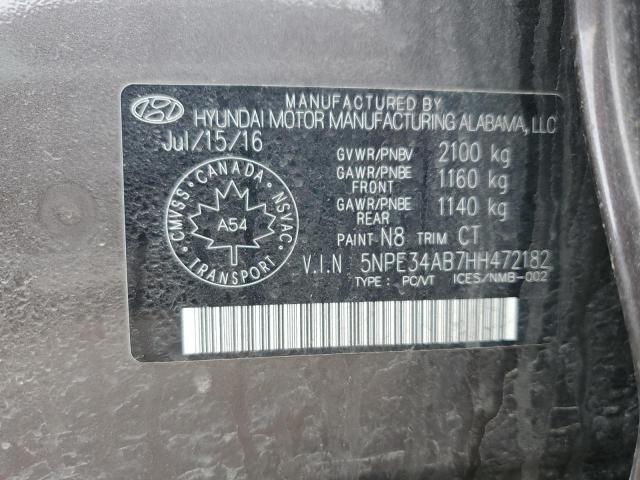 MANUFACTURED BY
HYUNDAI MOTOR MANUFACTURING ALABAMA, LLC
Jul/15/16
GVWR/PNBV 2100 kg
GAWR/PNBE FRONT 1160 kg
GAWR/PNBE REAR 1140 kg
PAINT N8 TRIM CT
CANADA
CMVSS
NSVAC
A54
TRANSPORT
V.I.N 5NPE34AB7HH472182
TYPE : PC/VT ICES/NMB-002